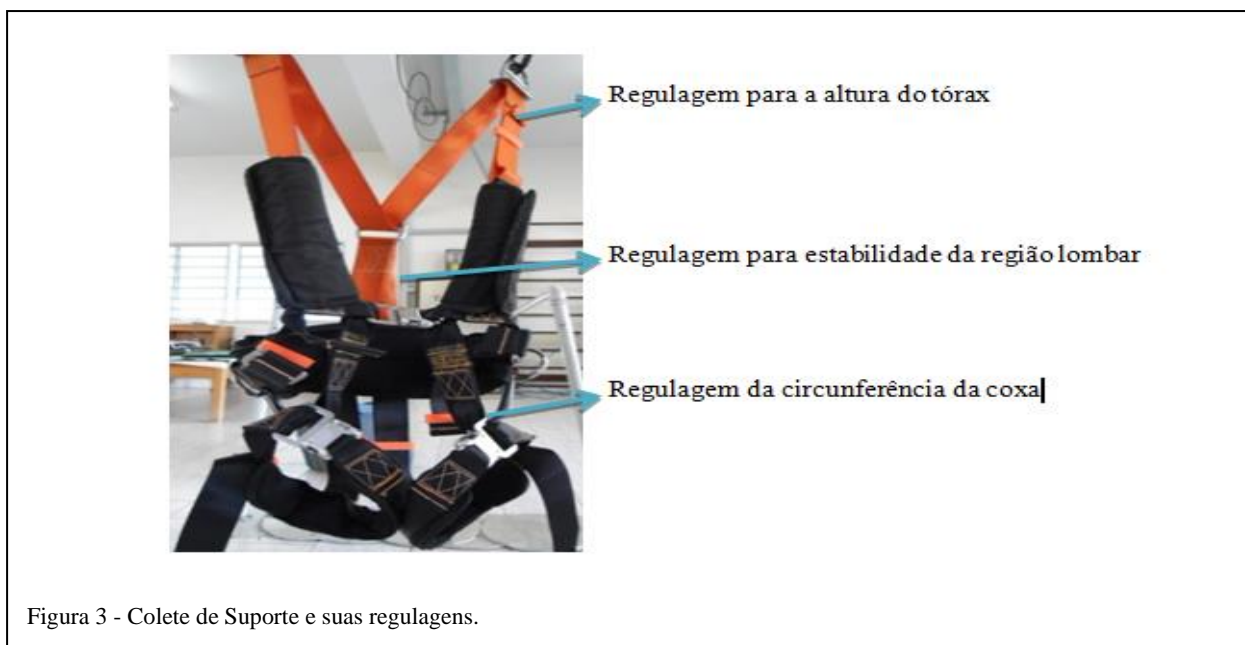 Regulagem para a altura do tórax
Regulagem para estabilidade da região lombar
Regulagem da circunferência da coxa
Figura 3 - Colete de Suporte e suas regulagens.